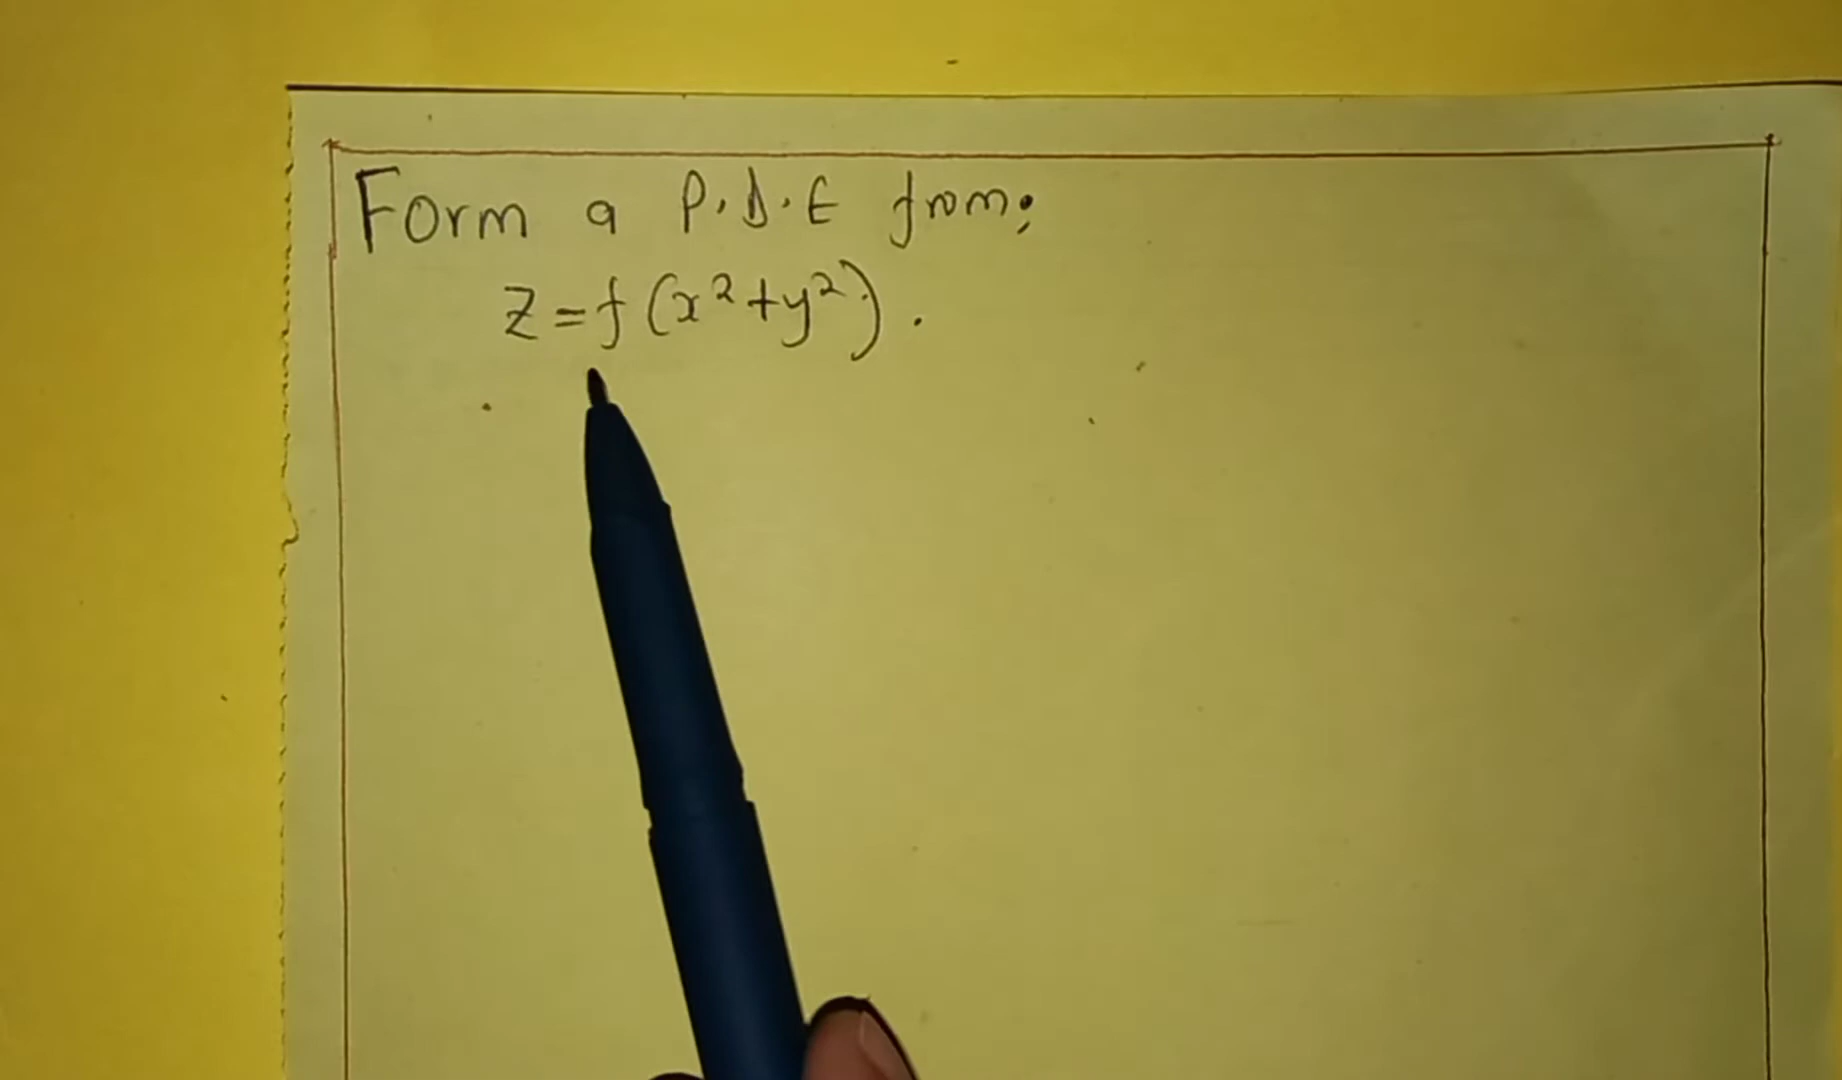 Form a P.D.E from;
z=f(x²+y²).